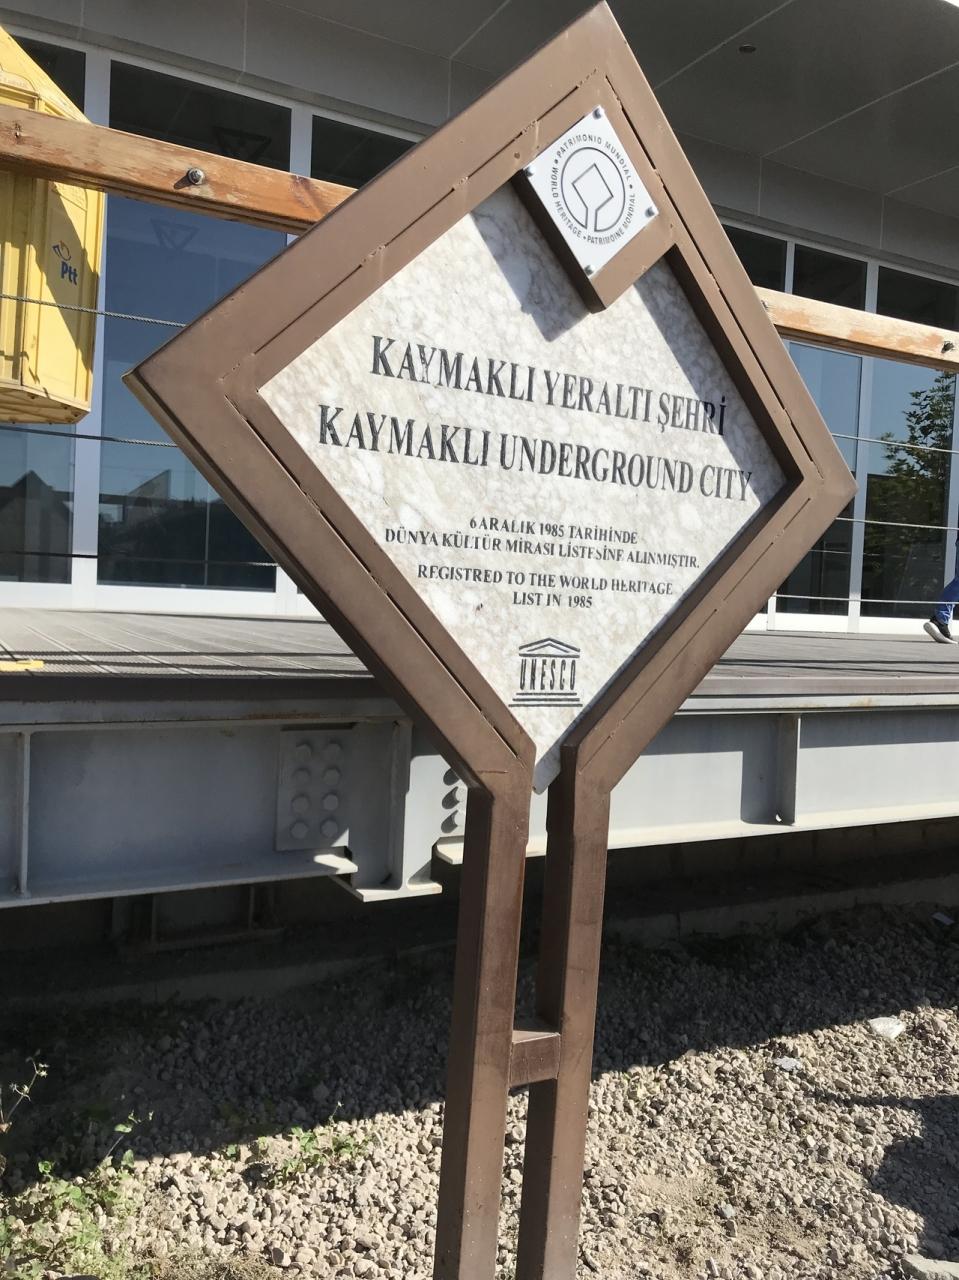 Ptt
PATRIMONIO MUNDIAL • WORLD HERITAGE • PATRIMOINE MONDIAL •
KAYMAKLI YERALTI ŞEHRİ
KAYMAKLI UNDERGROUND CITY
6 ARALIK 1985 TARİHİNDE
DÜNYA KÜLTÜR MİRASI LİSTESİNE ALINMIŞTIR.
REGISTRED TO THE WORLD HERITAGE
LIST IN 1985
UNESCO